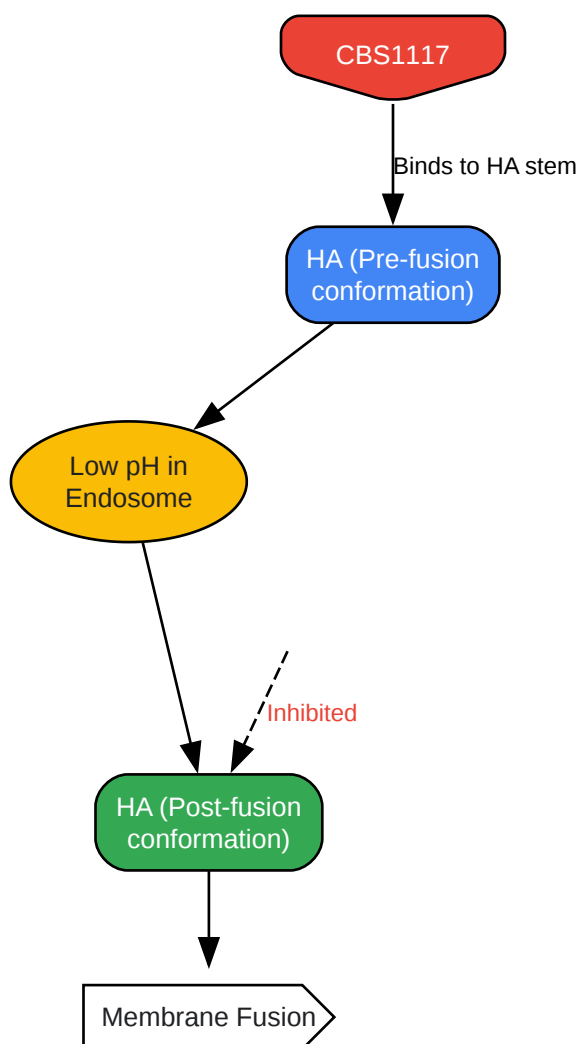 CBS1117
Binds to HA stem
HA (Pre-fusion
conformation)
Low pH in
Endosome
Inhibited
HA (Post-fusion
conformation)
Membrane Fusion